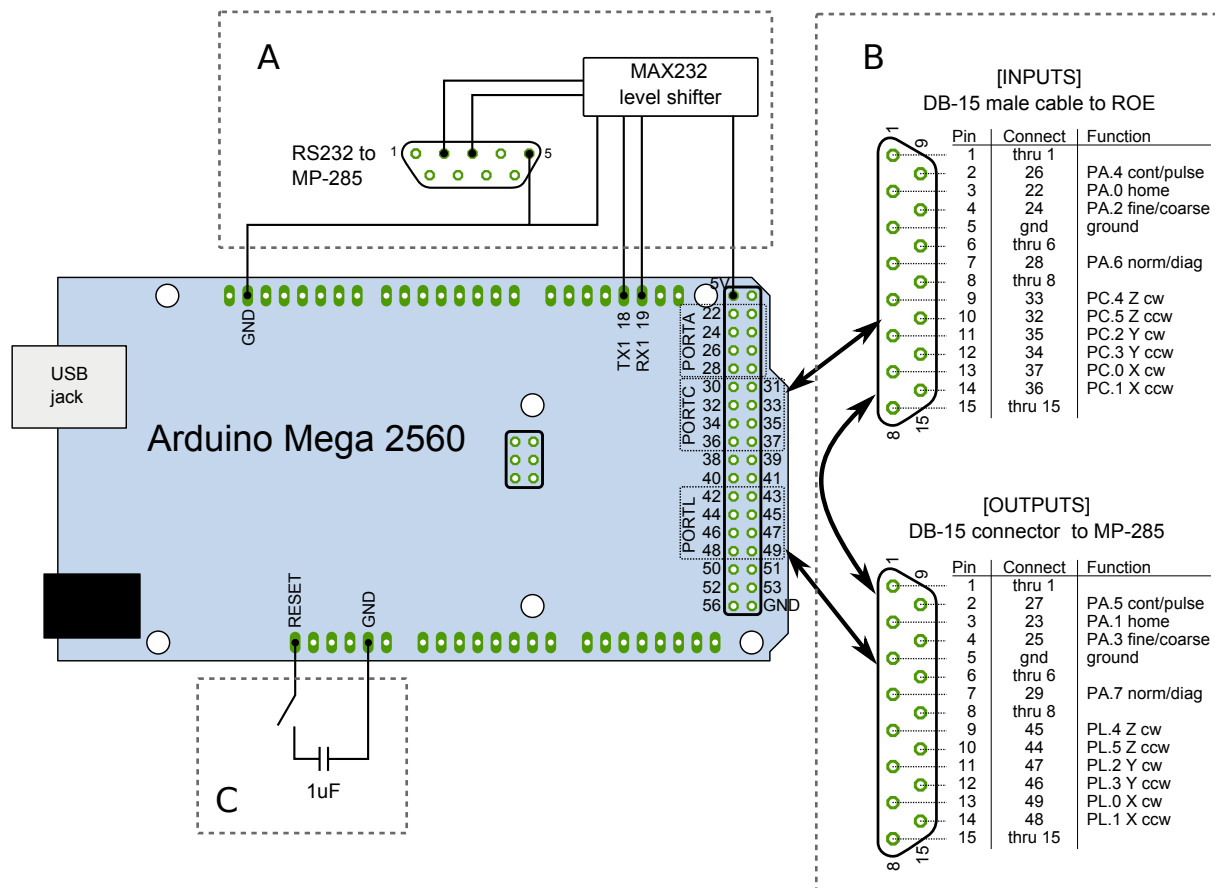 A
MAX232
level shifter
RS232 to
MP-285
1
5
B
[INPUTS]
DB-15 male cable to ROE
1
9
8
15
Pin Connect Function
1 thru 1
2 26 PA.4 cont/pulse
3 22 PA.0 home
4 24 PA.2 fine/coarse
5 gnd ground
6 thru 6
7 28 PA.6 norm/diag
8 thru 8
9 33 PC.4 Z cw
10 32 PC.5 Z ccw
11 35 PC.2 Y cw
12 34 PC.3 Y ccw
13 37 PC.0 X cw
14 36 PC.1 X ccw
15 thru 15
[OUTPUTS]
DB-15 connector to MP-285
1
9
8
15
Pin Connect Function
1 thru 1
2 27 PA.5 cont/pulse
3 23 PA.1 home
4 25 PA.3 fine/coarse
5 gnd ground
6 thru 6
7 29 PA.7 norm/diag
8 thru 8
9 45 PL.4 Z cw
10 44 PL.5 Z ccw
11 47 PL.2 Y cw
12 46 PL.3 Y ccw
13 49 PL.0 X cw
14 48 PL.1 X ccw
15 thru 15
GND
TX1 18
RX1 19
5V
PORTA
22
24
26
28
PORTC
30 31
32 33
34 35
36 37
38 39
40 41
PORTL
42 43
44 45
46 47
48 49
50 51
52 53
56 GND
USB
jack
Arduino Mega 2560
RESET
GND
1uF
C